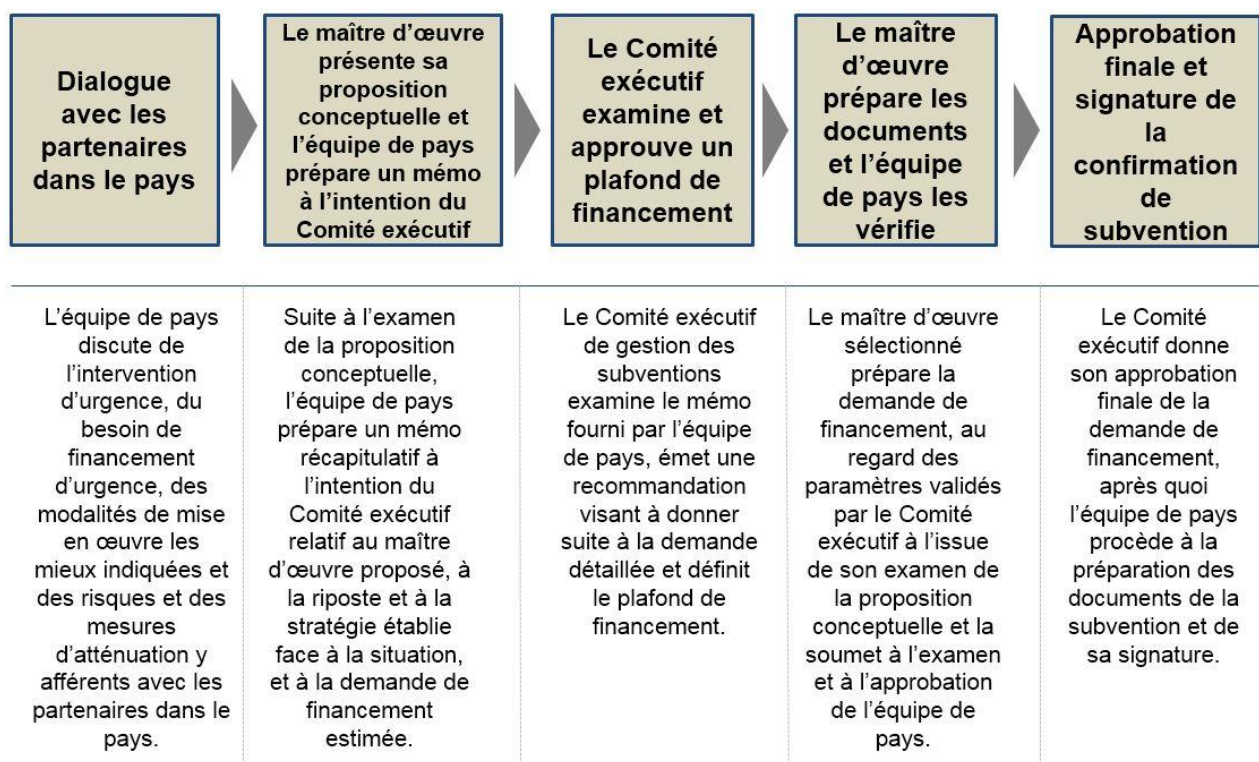 Dialogue
avec les
partenaires
dans le pays
Le maître d’œuvre
présente sa
proposition
conceptuelle et
l’équipe de pays
prépare un mémo
à l’intention du
Comité exécutif
Le Comité
exécutif
examine et
approuve un
plafond de
financement
Le maître
d’œuvre
prépare les
documents
et l’équipe
de pays les
vérifie
Approbation
finale et
signature de
la
confirmation
de
subvention
L’équipe de pays
discute de
l’intervention
d’urgence, du
besoin de
financement
d’urgence, des
modalités de mise
en œuvre les
mieux indiquées et
des risques et des
mesures
d’atténuation y
afférents avec les
partenaires dans le
pays.
Suite à l’examen
de la proposition
conceptuelle,
l’équipe de pays
prépare un mémo
récapitulatif à
l’intention du
Comité exécutif
relatif au maître
d’œuvre proposé, à
la riposte et à la
stratégie établie
face à la situation,
et à la demande de
financement
estimée.
Le Comité exécutif
de gestion des
subventions
examine le mémo
fourni par l’équipe
de pays, émet une
recommandation
visant à donner
suite à la demande
détaillée et définit
le plafond de
financement.
Le maître d’œuvre
sélectionné
prépare la
demande de
financement, au
regard des
paramètres validés
par le Comité
exécutif à l’issue
de son examen de
la proposition
conceptuelle et la
soumet à l’examen
et à l’approbation
de l’équipe de
pays.
Le Comité
exécutif donne
son approbation
finale de la
demande de
financement,
après quoi
l’équipe de pays
procède à la
préparation des
documents de la
subvention et de
sa signature.